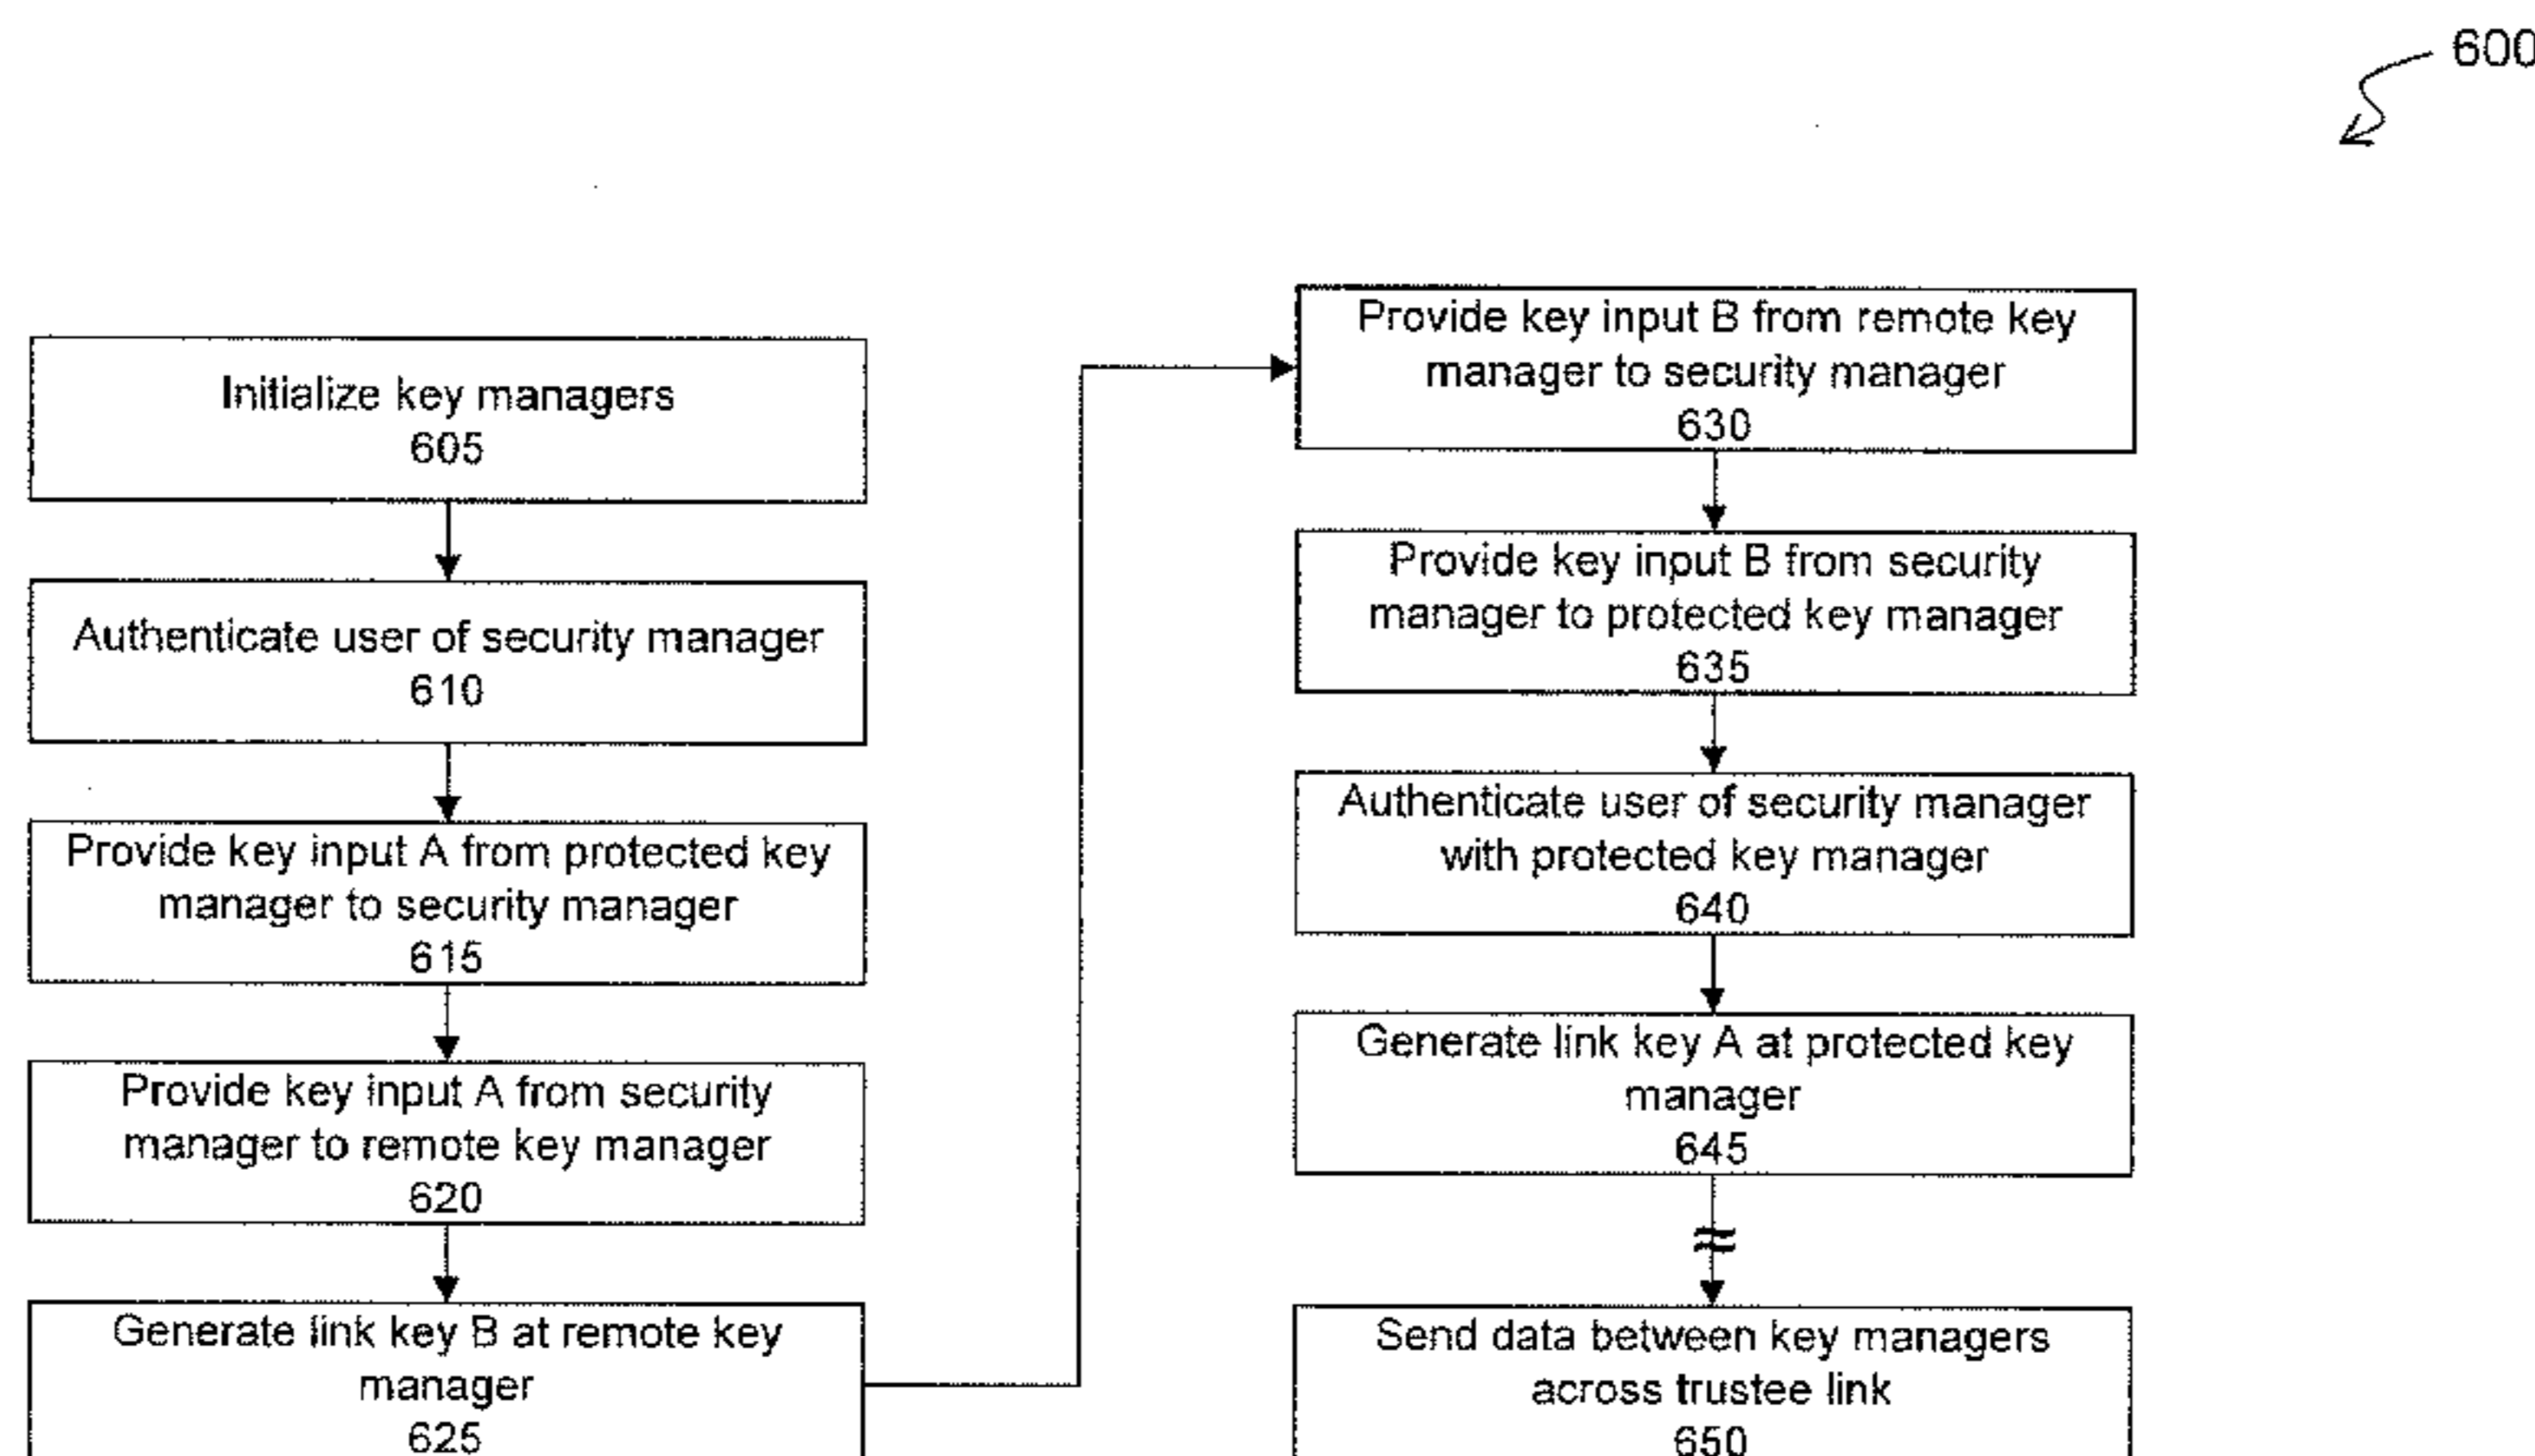 600
Initialize key managers
605
Authenticate user of security manager
610
Provide key input A from protected key
manager to security manager
615
Provide key input A from security
manager to remote key manager
620
Generate link key B at remote key
manager
625
Provide key input B from remote key
manager to security manager
630
Provide key input B from security
manager to protected key manager
635
Authenticate user of security manager
with protected key manager
640
Generate link key A at protected key
manager
645
Send data between key managers
across trustee link
650